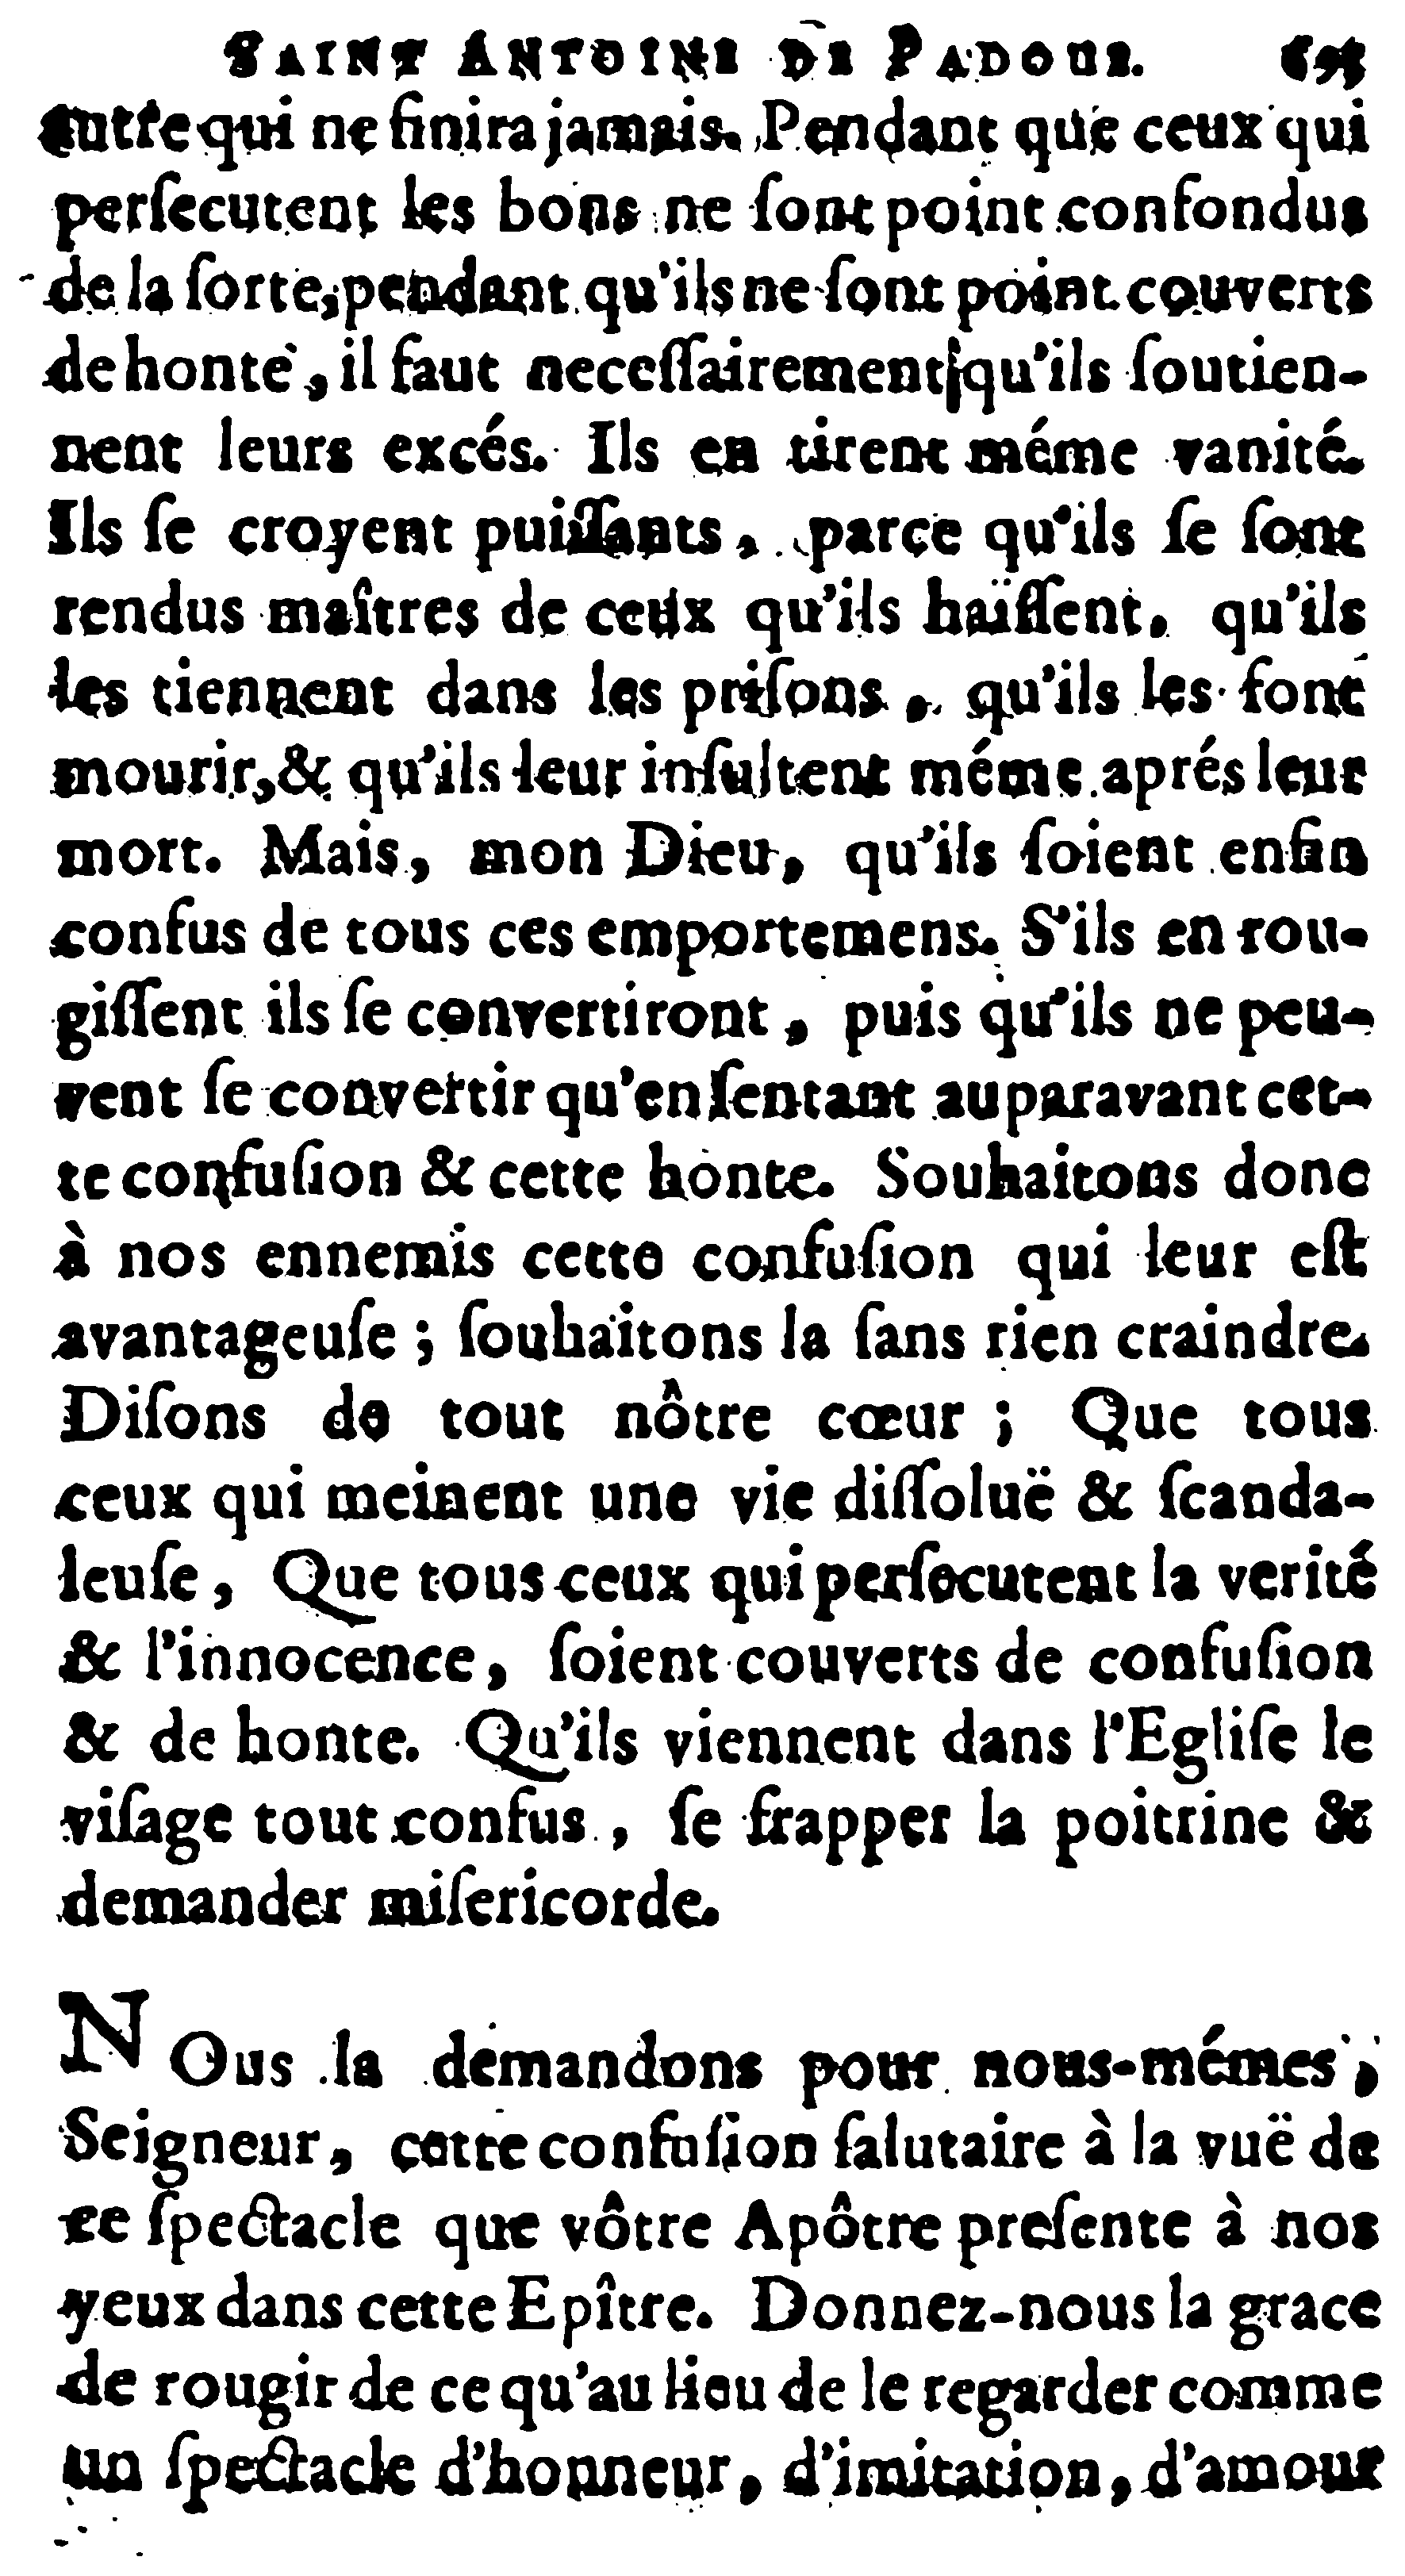 SAINT ANTOINE DE PADOUE.
autre qui ne finira jamais. Pendant que ceux qui
perſecutent les bons ne ſont point confondus
de la ſorte, pendant qu'ils ne ſont point couverts
de honte, il faut neceſſairement qu'ils ſoutien-
nent leurs excés. Ils en tirent méme vanité.
Ils ſe croyent puiſſants, parce qu'ils ſe ſont
rendus maîtres de ceux qu'ils haïſſent, qu'ils
les tiennent dans les priſons, qu'ils les font
mourir, & qu'ils leur inſultent méme aprés leur
mort. Mais, mon Dieu, qu'ils ſoient enfin
confus de tous ces emportemens. S'ils en rou-
giſſent ils ſe convertiront, puis qu'ils ne peu-
vent ſe convertir qu'en ſentant auparavant cet-
te confuſion & cette honte. Souhaitons donc
à nos ennemis cette confuſion qui leur eſt
avantageuſe ; ſouhaitons la ſans rien craindre.
Diſons de tout nôtre cœur ; Que tous
ceux qui meinent une vie diſſoluë & ſcanda-
leuſe, Que tous ceux qui perſecutent la verité
& l'innocence, ſoient couverts de confuſion
& de honte. Qu'ils viennent dans l'Egliſe le
viſage tout confus, ſe frapper la poitrine &
demander miſericorde.
NOus la demandons pour nous-mémes,
Seigneur, cette confuſion ſalutaire à la vuë de
ce ſpectacle que vôtre Apôtre preſente à nos
yeux dans cette Epître. Donnez-nous la grace
de rougir de ce qu'au lieu de le regarder comme
un ſpectacle d'honneur, d'imitation, d'amour